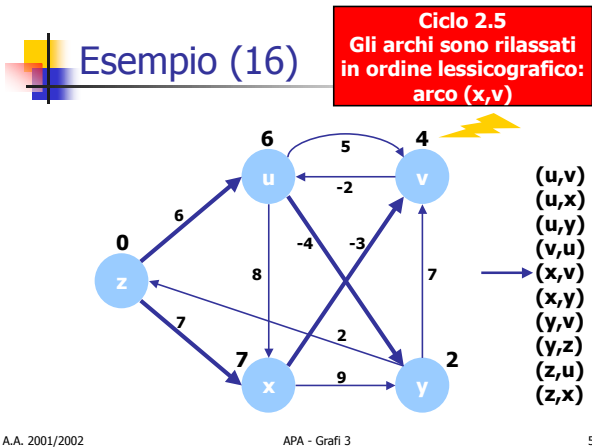 Esempio (16)
Ciclo 2.5
Gli archi sono rilassati
in ordine lessicografico:
arco (x,v)
6
5
4
u
v
-2
6
-4
-3
0
z
8
7
7
2
7
x
9
y
2
(u,v)
(u,x)
(u,y)
(v,u)
(x,v)
(x,y)
(y,v)
(y,z)
(z,u)
(z,x)
A.A. 2001/2002
APA - Grafi 3
5